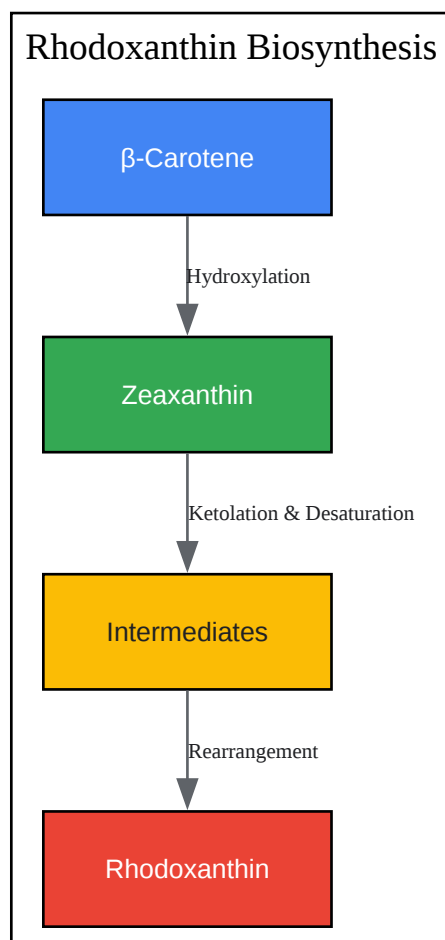 Rhodoxanthin Biosynthesis
β-Carotene
Hydroxylation
Zeaxanthin
Ketolation & Desaturation
Intermediates
Rearrangement
Rhodoxanthin